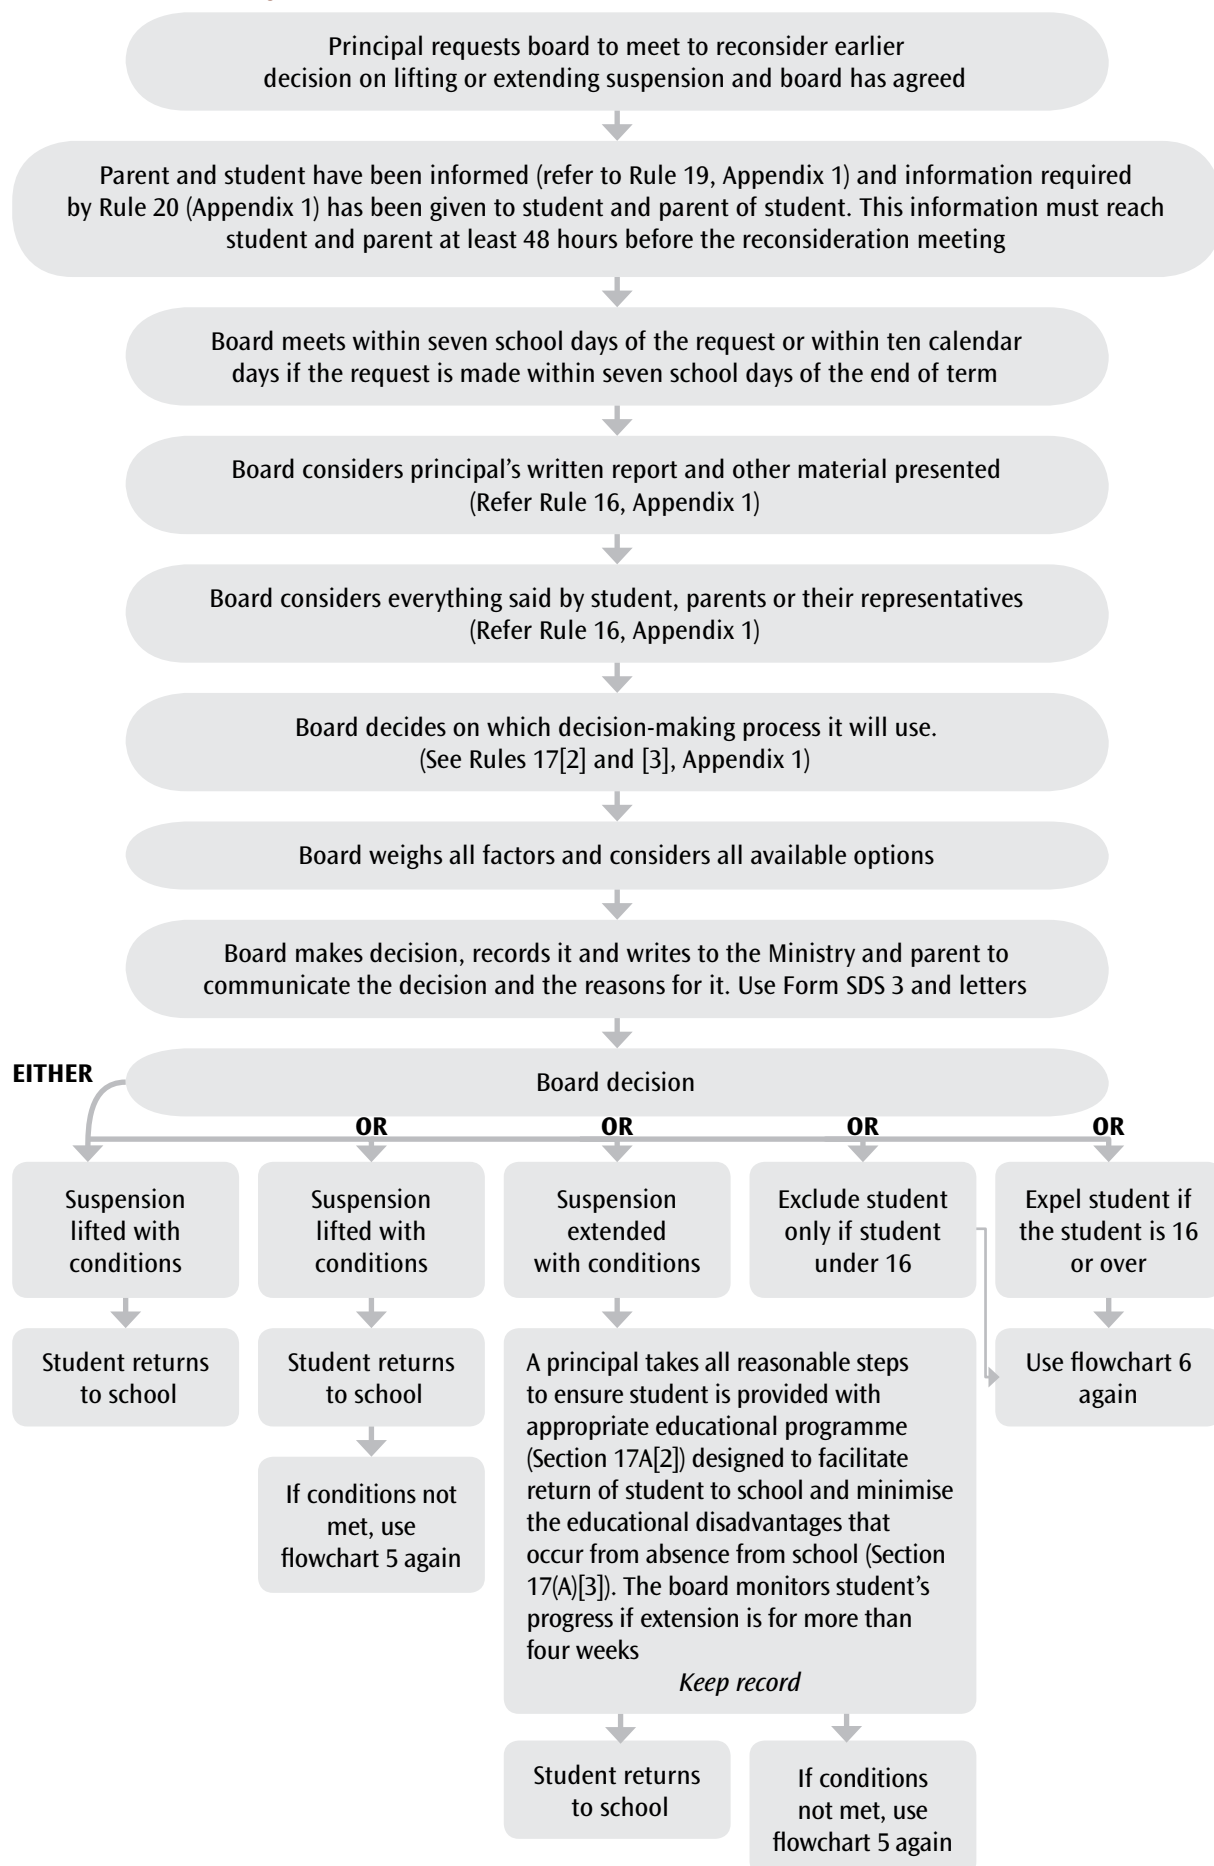 Principal requests board to meet to reconsider earlier
decision on lifting or extending suspension and board has agreed
Parent and student have been informed (refer to Rule 19, Appendix 1) and information required
by Rule 20 (Appendix 1) has been given to student and parent of student. This information must reach
student and parent at least 48 hours before the reconsideration meeting
Board meets within seven school days of the request or within ten calendar
days if the request is made within seven school days of the end of term
Board considers principal's written report and other material presented
(Refer Rule 16, Appendix 1)
Board considers everything said by student, parents or their representatives
(Refer Rule 16, Appendix 1)
Board decides on which decision-making process it will use.
(See Rules 17[2] and [3], Appendix 1)
Board weighs all factors and considers all available options
Board makes decision, records it and writes to the Ministry and parent to
communicate the decision and the reasons for it. Use Form SDS 3 and letters
EITHER
Board decision
OR
OR
OR
OR
Suspension
lifted with
conditions
Student returns
to school
Suspension
lifted with
conditions
Student returns
to school
If conditions not
met, use
flowchart 5 again
Suspension
extended
with conditions
A principal takes all reasonable steps
to ensure student is provided with
appropriate educational programme
(Section 17A[2]) designed to facilitate
return of student to school and minimise
the educational disadvantages that
occur from absence from school (Section
17(A)[3]). The board monitors student's
progress if extension is for more than
four weeks
Keep record
Student returns
to school
If conditions
not met, use
flowchart 5 again
Exclude student
only if student
under 16
Expel student if
the student is 16
or over
Use flowchart 6
again